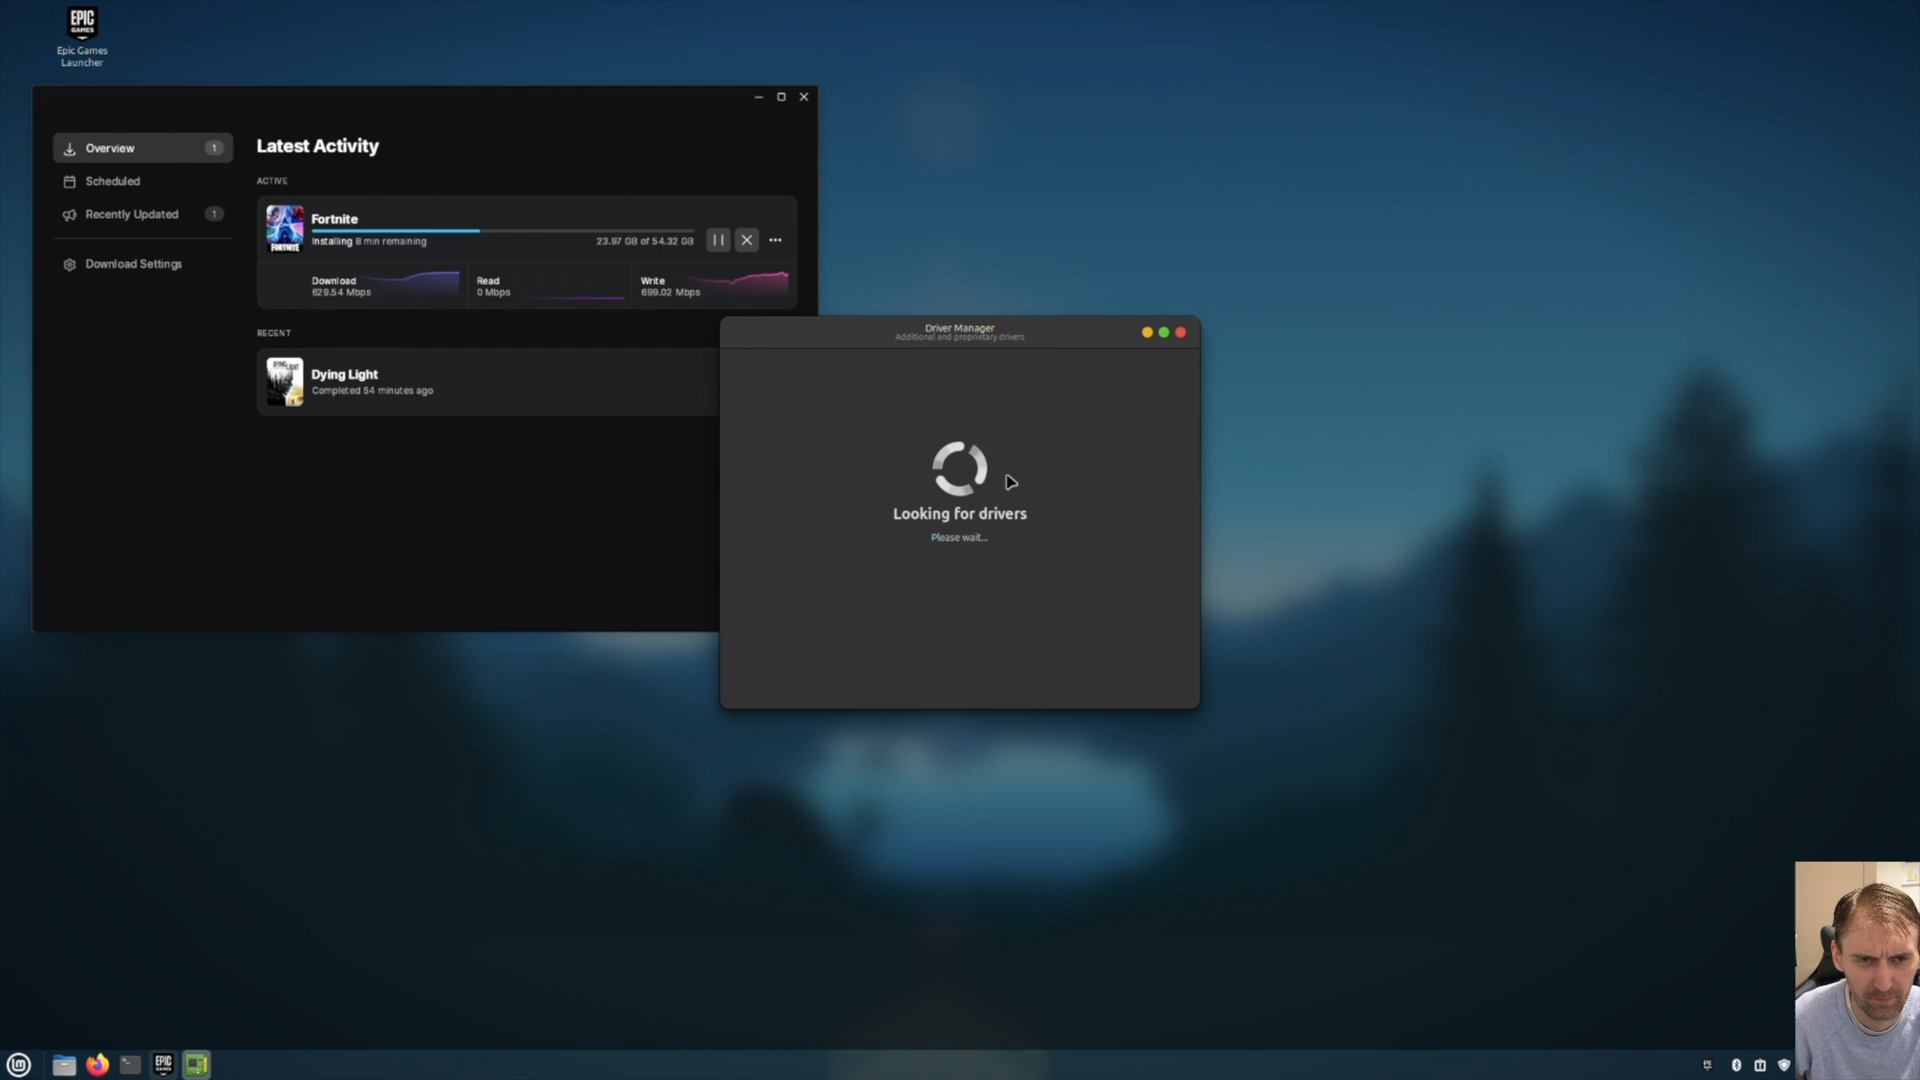 EPIC
GAMES
Epic Games
Launcher
Overview
1
Scheduled
Recently Updated
1
Download Settings
Latest Activity
ACTIVE
FORTNITE
Fortnite
Installing 8 min remaining
23.97 GB of 54.32 GB
Download
629.54 Mbps
Read
0 Mbps
Write
699.02 Mbps
RECENT
Dying Light
Completed 54 minutes ago
Driver Manager
Additional and proprietary drivers
Looking for drivers
Please wait...
EPIC
GAMES